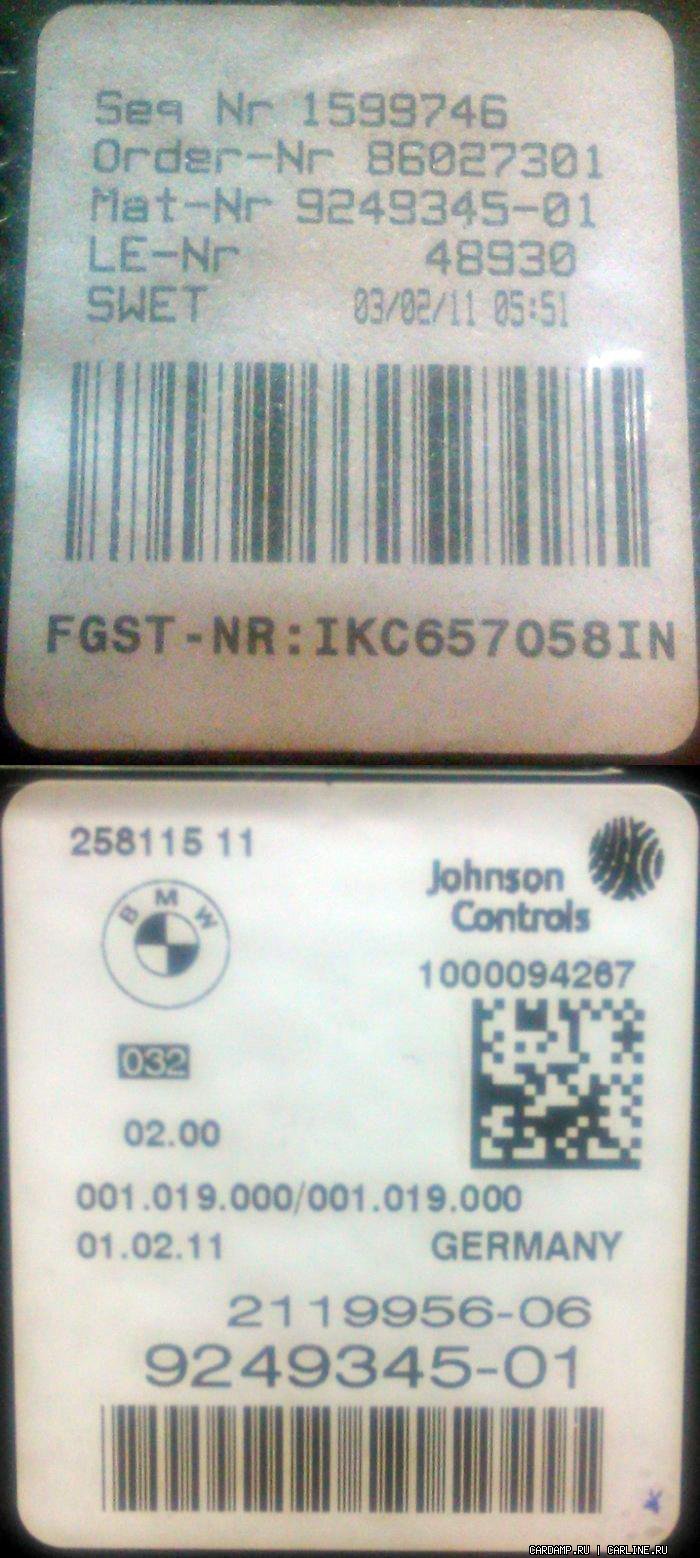 Seq Nr 1599746
Order-Nr 86027301
Mat-Nr 9249345-01
LE-Nr 48930
SWET 03/02/11 05:51
FGST-NR:IKC657058IN
258115 11
BMW
Johnson
Controls
1000094267
032
02.00
001.019.000/001.019.000
01.02.11 GERMANY
2119956-06
9249345-01
CARDAMP.RU | CARLINE.RU